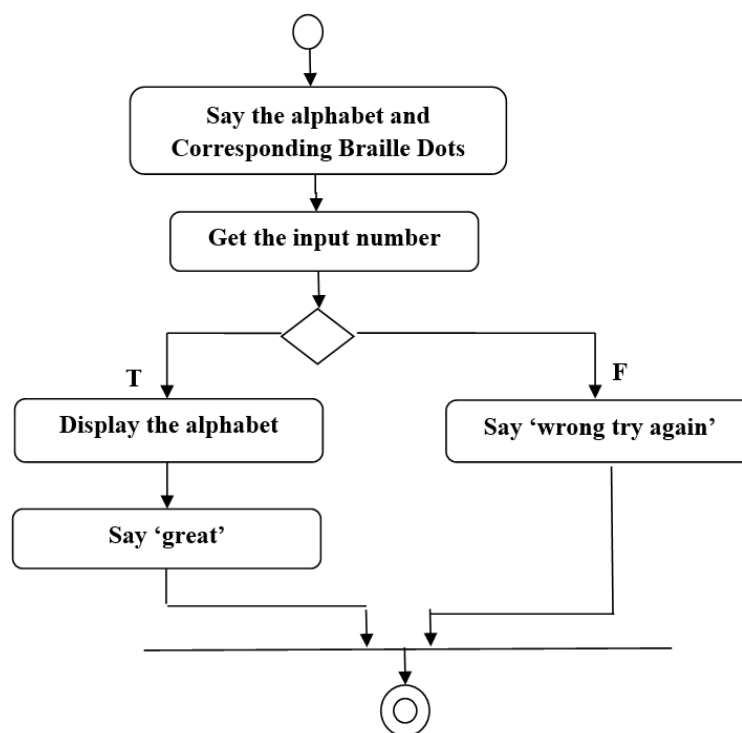 Say the alphabet and
Corresponding Braille Dots
Get the input number
T
F
Display the alphabet
Say ‘wrong try again’
Say ‘great’